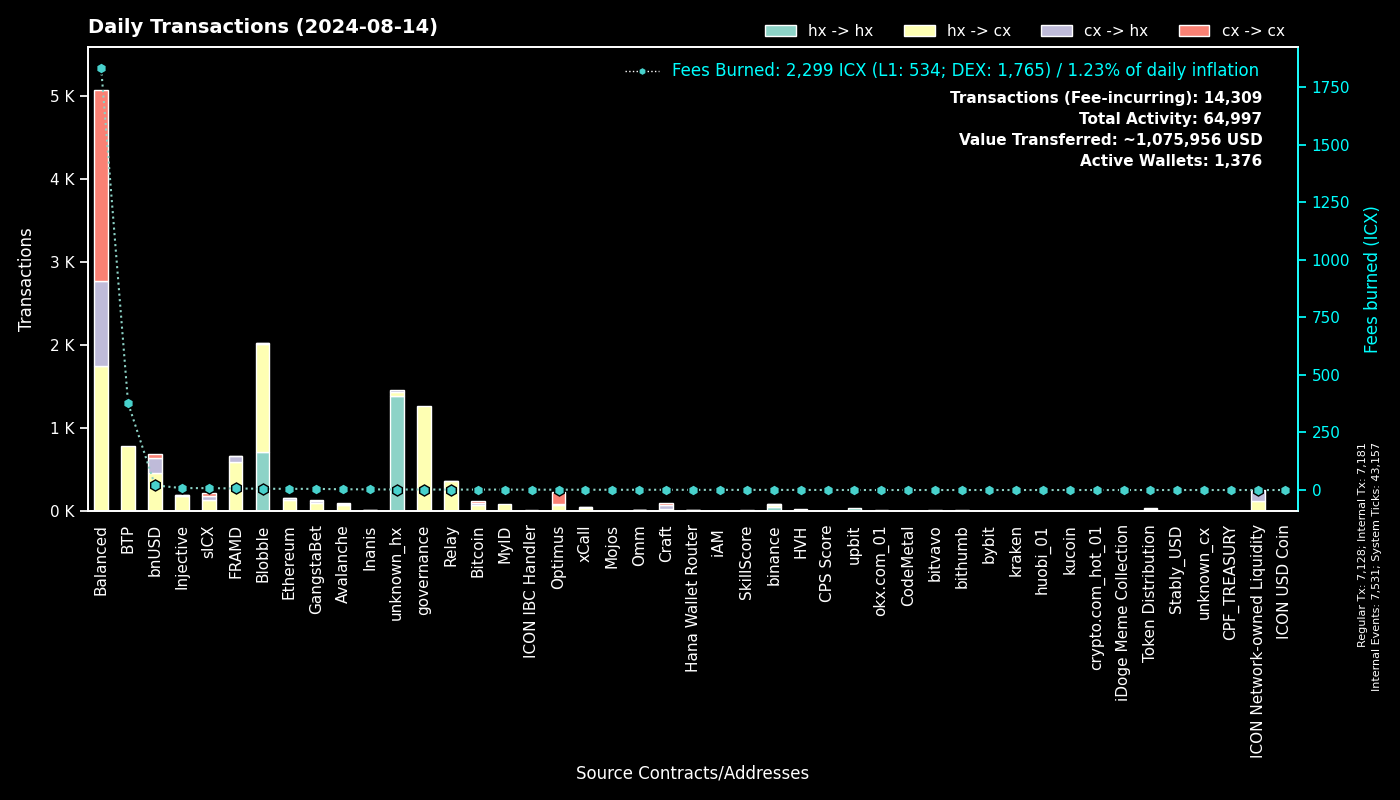 Daily Transactions (2024-08-14)
hx -> hx
hx -> cx
cx -> hx
cx -> cx
Fees Burned: 2,299 ICX (L1: 534; DEX: 1,765) / 1.23% of daily inflation
Transactions (Fee-incurring): 14,309
Total Activity: 64,997
Value Transferred: ~1,075,956 USD
Active Wallets: 1,376
Transactions
5 K
4 K
3 K
2 K
1 K
0 K
1750
1500
1250
1000
750
500
250
0
Fees burned (ICX)
Regular Tx: 7,128; Internal Tx: 7,181
Internal Events: 7,531; System Ticks: 43,157
Balanced
BTP
bnUSD
Injective
sICX
FRAMD
Blobble
Ethereum
GangstaBet
Avalanche
Inanis
unknown_hx
governance
Relay
Bitcoin
MyID
ICON IBC Handler
Optimus
xCall
Mojos
Omm
Craft
Hana Wallet Router
iAM
SkillScore
binance
HVH
CPS Score
upbit
okx.com_01
CodeMetal
bitvavo
bithumb
bybit
kraken
huobi_01
kucoin
crypto.com_hot_01
iDoge Meme Collection
Token Distribution
Stably_USD
unknown_cx
CPF_TREASURY
ICON Network-owned Liquidity
ICON USD Coin
Source Contracts/Addresses